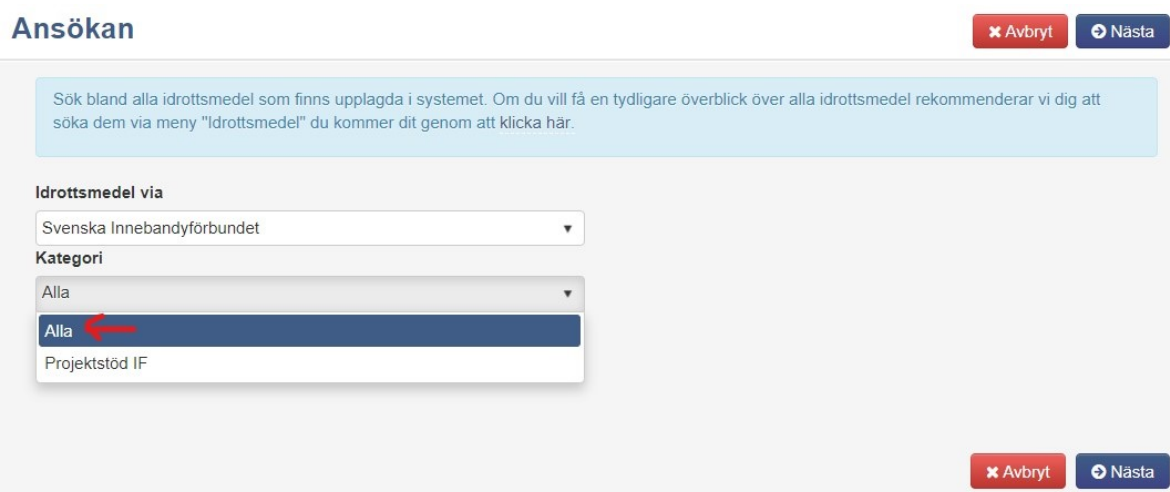 Ansökan
Avbryt
Nästa
Sök bland alla idrottsmedel som finns upplagda i systemet. Om du vill få en tydligare överblick över alla idrottsmedel rekommenderar vi dig att
söka dem via meny "Idrottsmedel" du kommer dit genom att klicka här.
Idrottsmedel via
Svenska Innebandyförbundet
Kategori
Alla
Alla
Projektstöd IF
Avbryt
Nästa